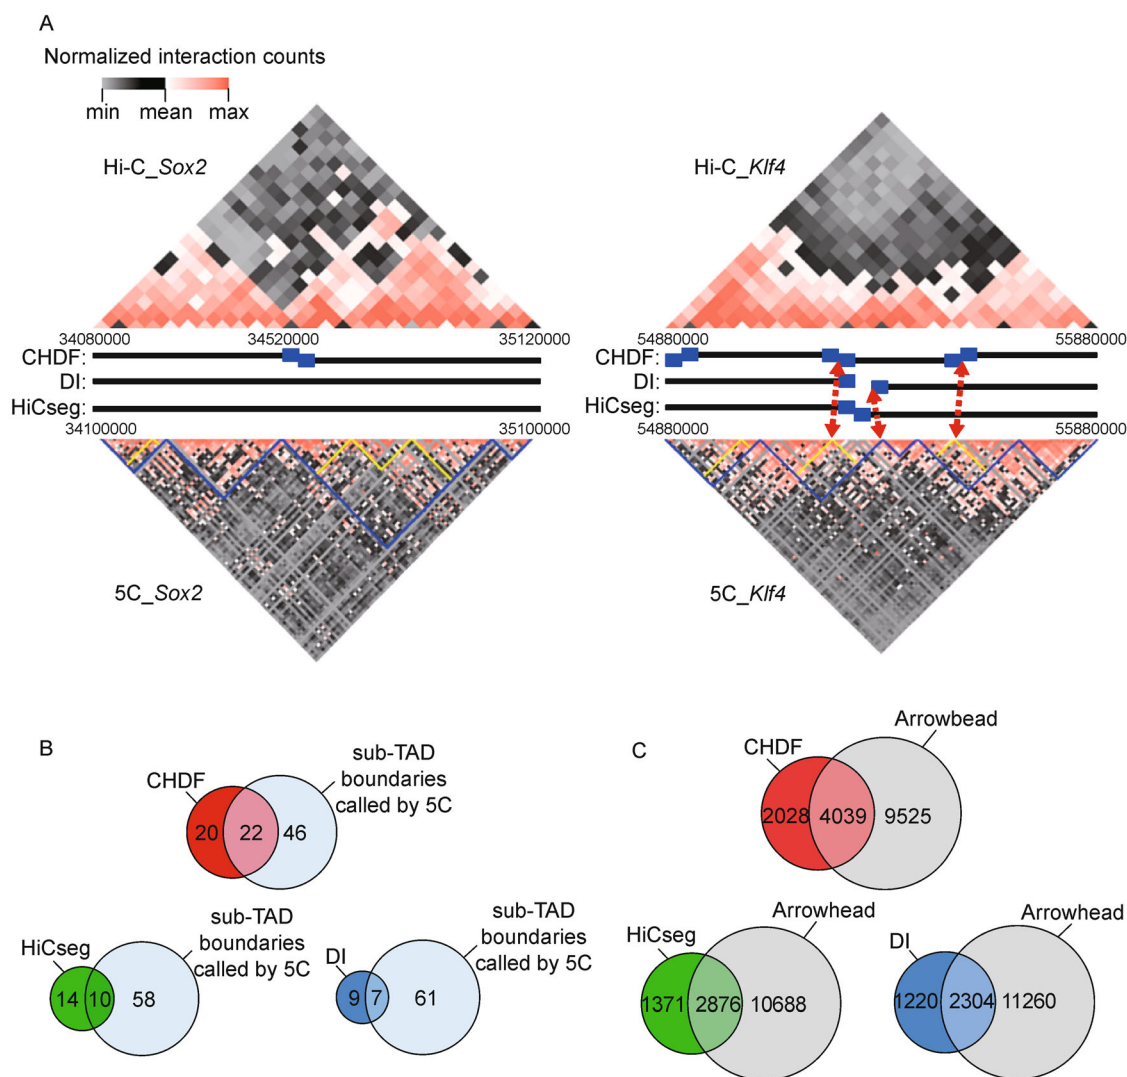 A
Normalized interaction counts
min mean max
Hi-C_Sox2
Hi-C_Klf4
34080000 34520000 35120000
54880000 55880000
CHDF:
DI:
HiCseg:
34100000 35100000
CHDF:
DI:
HiCseg:
54880000 55880000
5C_Sox2
5C_Klf4
B
CHDF
sub-TAD
boundaries
called by 5C
20 22 46
HiCseg
sub-TAD
boundaries
called by 5C
14 10 58
DI
sub-TAD
boundaries
called by 5C
9 7 61
C
CHDF
Arrowbead
2028 4039 9525
HiCseg
Arrowhead
1371 2876 10688
DI
Arrowhead
1220 2304 11260